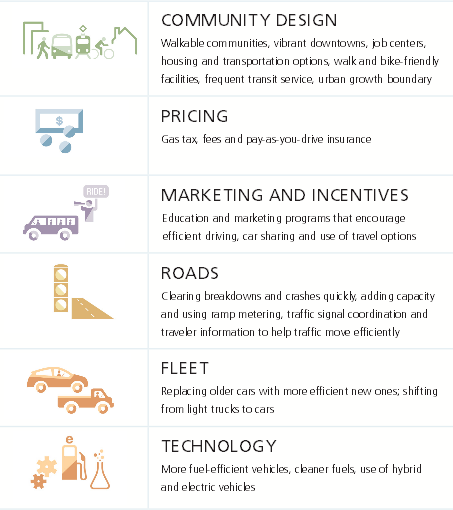 COMMUNITY DESIGN
Walkable communities, vibrant downtowns, job centers,
housing and transportation options, walk and bike-friendly
facilities, frequent transit service, urban growth boundary
$
PRICING
Gas tax, fees and pay-as-you-drive insurance
RIDE!
MARKETING AND INCENTIVES
Education and marketing programs that encourage
efficient driving, car sharing and use of travel options
ROADS
Clearing breakdowns and crashes quickly, adding capacity
and using ramp metering, traffic signal coordination and
traveler information to help traffic move efficiently
FLEET
Replacing older cars with more efficient new ones; shifting
from light trucks to cars
e
TECHNOLOGY
More fuel-efficient vehicles, cleaner fuels, use of hybrid
and electric vehicles